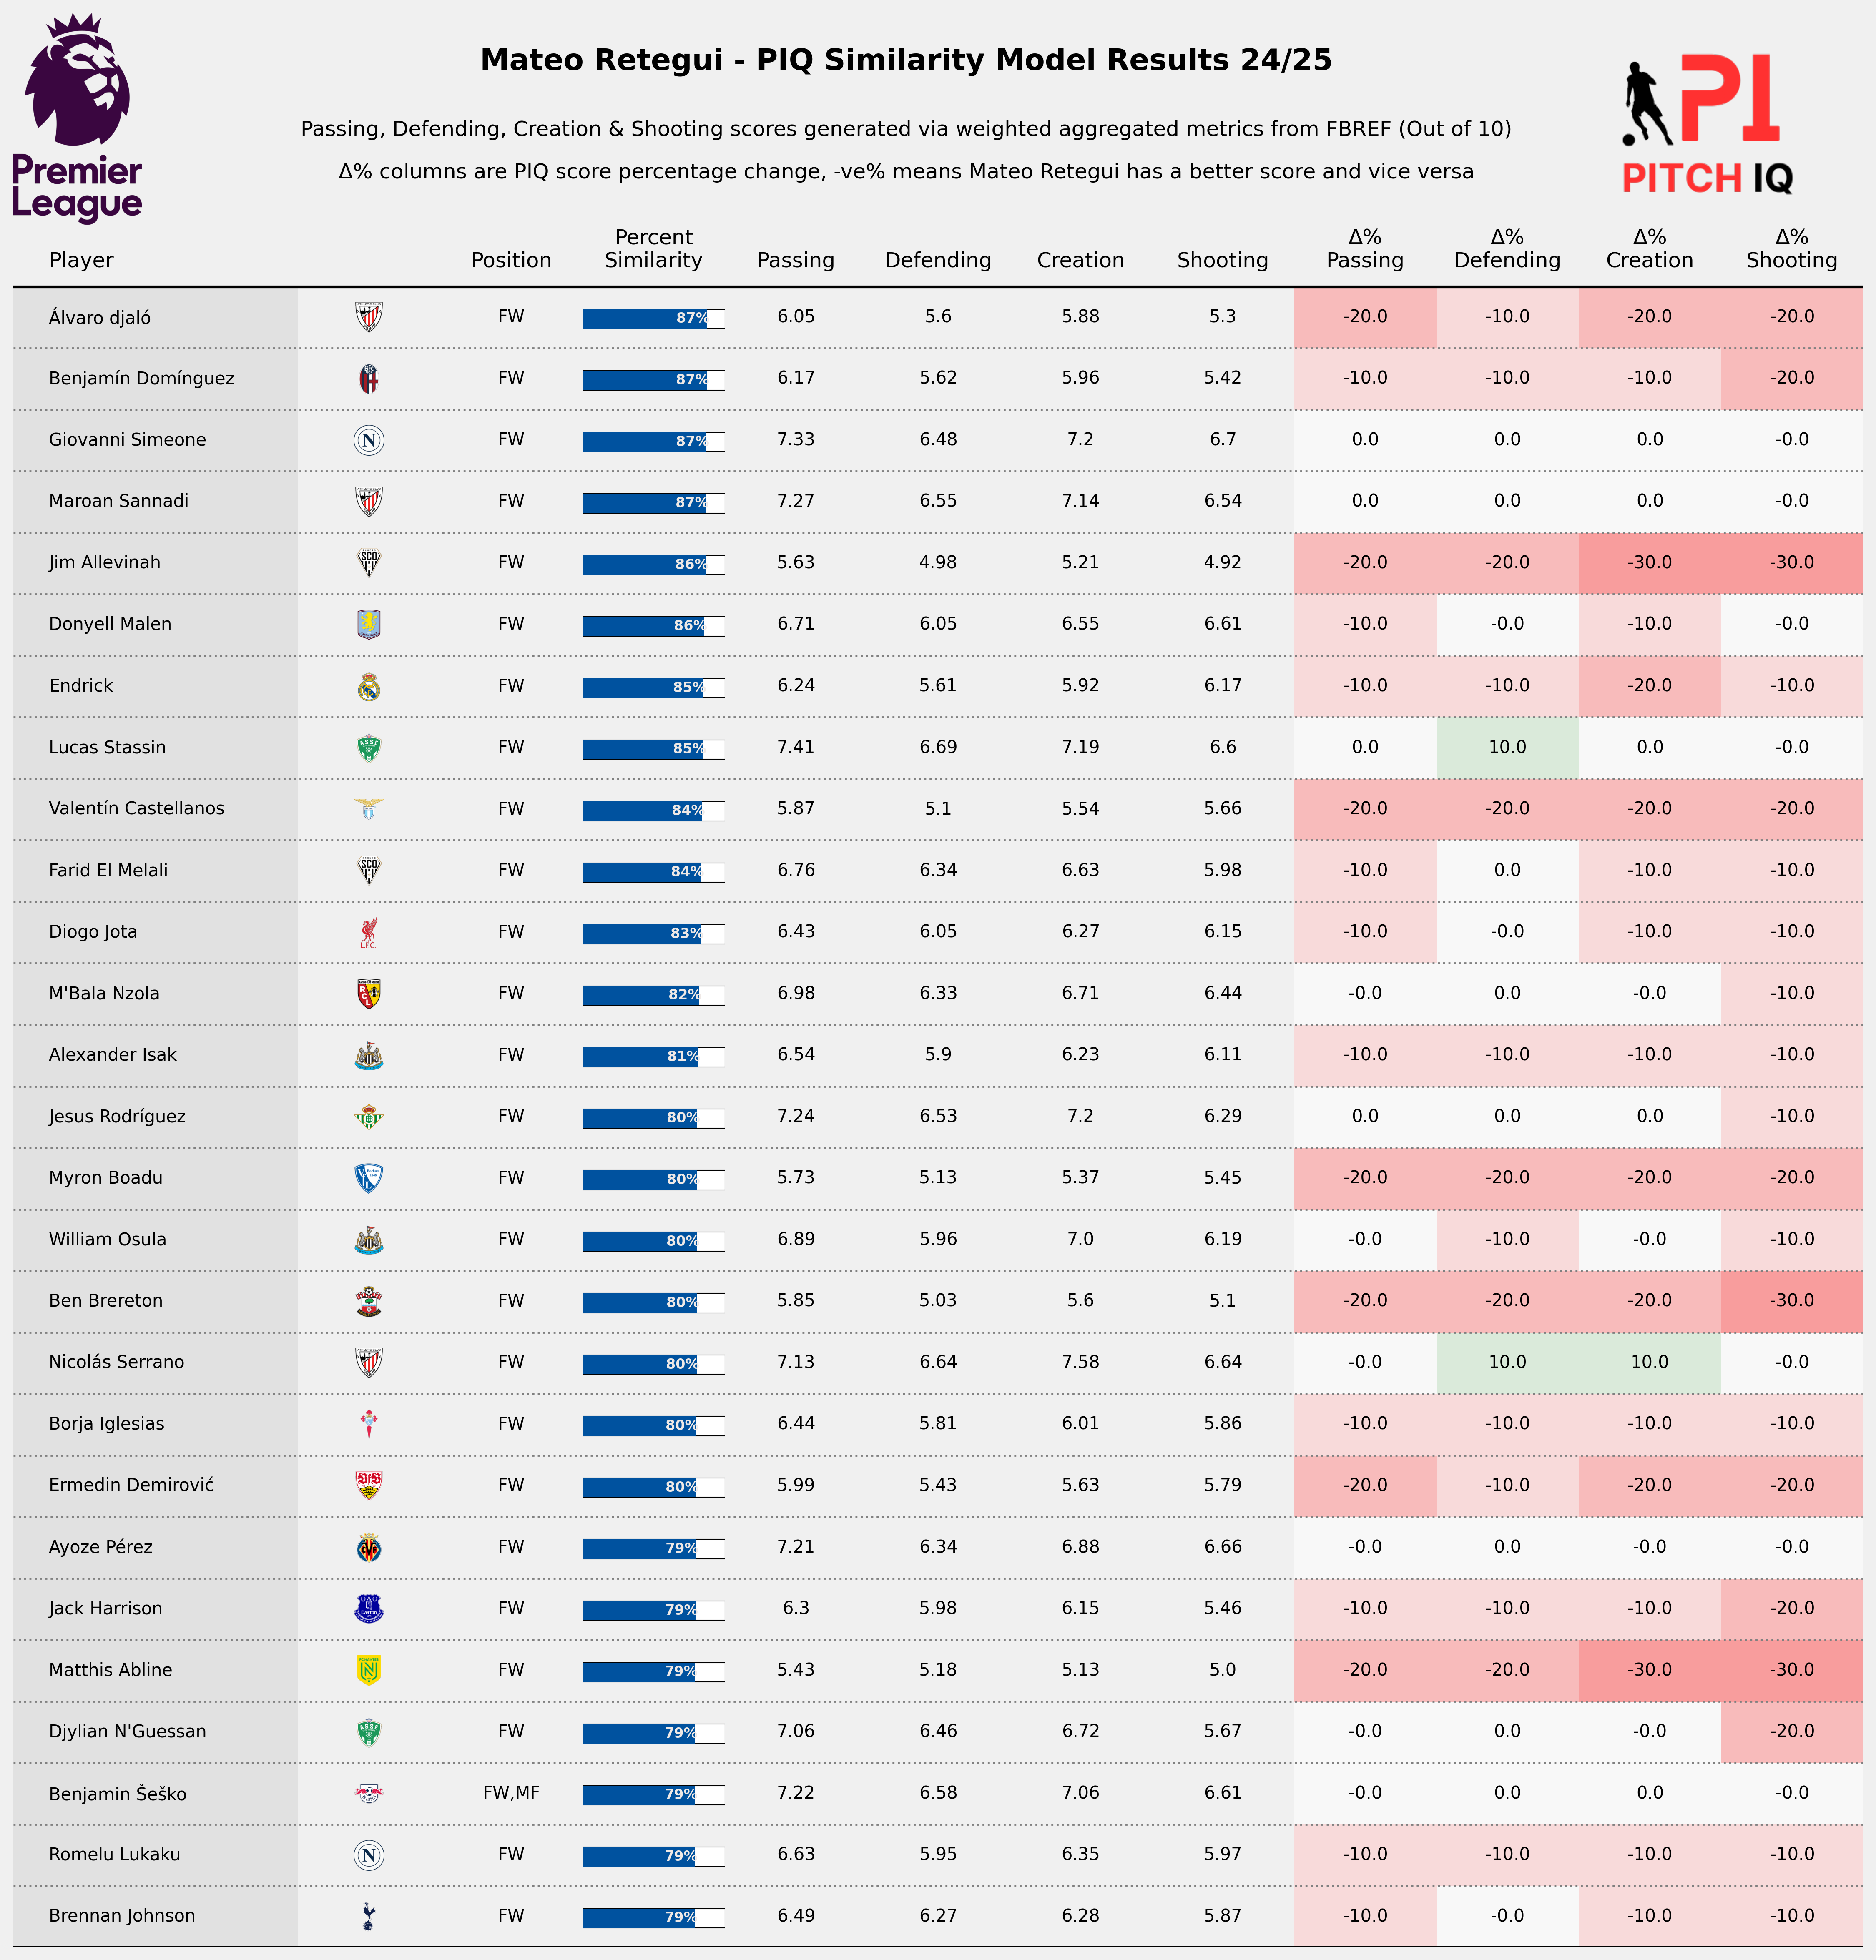 Mateo Retegui - PIQ Similarity Model Results 24/25
Passing, Defending, Creation & Shooting scores generated via weighted aggregated metrics from FBREF (Out of 10)
Δ% columns are PIQ score percentage change, -ve% means Mateo Retegui has a better score and vice versa
Premier
League
PI
PITCH IQ
Player Position Percent Similarity Passing Defending Creation Shooting Δ% Passing Δ% Defending Δ% Creation Δ% Shooting
Álvaro djaló FW 87% 6.05 5.6 5.88 5.3 -20.0 -10.0 -20.0 -20.0
Benjamín Domínguez FW 87% 6.17 5.62 5.96 5.42 -10.0 -10.0 -10.0 -20.0
Giovanni Simeone N FW 87% 7.33 6.48 7.2 6.7 0.0 0.0 0.0 -0.0
Maroan Sannadi FW 87% 7.27 6.55 7.14 6.54 0.0 0.0 0.0 -0.0
Jim Allevinah SCO FW 86% 5.63 4.98 5.21 4.92 -20.0 -20.0 -30.0 -30.0
Donyell Malen FW 86% 6.71 6.05 6.55 6.61 -10.0 -0.0 -10.0 -0.0
Endrick FW 85% 6.24 5.61 5.92 6.17 -10.0 -10.0 -20.0 -10.0
Lucas Stassin ASSE FW 85% 7.41 6.69 7.19 6.6 0.0 10.0 0.0 -0.0
Valentín Castellanos FW 84% 5.87 5.1 5.54 5.66 -20.0 -20.0 -20.0 -20.0
Farid El Melali SCO FW 84% 6.76 6.34 6.63 5.98 -10.0 0.0 -10.0 -10.0
Diogo Jota L.F.C. FW 83% 6.43 6.05 6.27 6.15 -10.0 -0.0 -10.0 -10.0
M'Bala Nzola RCL FW 82% 6.98 6.33 6.71 6.44 -0.0 0.0 -0.0 -10.0
Alexander Isak FW 81% 6.54 5.9 6.23 6.11 -10.0 -10.0 -10.0 -10.0
Jesus Rodríguez FW 80% 7.24 6.53 7.2 6.29 0.0 0.0 0.0 -10.0
Myron Boadu FW 80% 5.73 5.13 5.37 5.45 -20.0 -20.0 -20.0 -20.0
William Osula FW 80% 6.89 5.96 7.0 6.19 -0.0 -10.0 -0.0 -10.0
Ben Brereton FW 80% 5.85 5.03 5.6 5.1 -20.0 -20.0 -20.0 -30.0
Nicolás Serrano FW 80% 7.13 6.64 7.58 6.64 -0.0 10.0 10.0 -0.0
Borja Iglesias FW 80% 6.44 5.81 6.01 5.86 -10.0 -10.0 -10.0 -10.0
Ermedin Demirović VfB FW 80% 5.99 5.43 5.63 5.79 -20.0 -10.0 -20.0 -20.0
Ayoze Pérez FW 79% 7.21 6.34 6.88 6.66 -0.0 0.0 -0.0 -0.0
Jack Harrison Everton FW 79% 6.3 5.98 6.15 5.46 -10.0 -10.0 -10.0 -20.0
Matthis Abline FC NANTES FW 79% 5.43 5.18 5.13 5.0 -20.0 -20.0 -30.0 -30.0
Djylian N'Guessan ASSE FW 79% 7.06 6.46 6.72 5.67 -0.0 0.0 -0.0 -20.0
Benjamin Šeško FW,MF 79% 7.22 6.58 7.06 6.61 -0.0 0.0 0.0 -0.0
Romelu Lukaku N FW 79% 6.63 5.95 6.35 5.97 -10.0 -10.0 -10.0 -10.0
Brennan Johnson FW 79% 6.49 6.27 6.28 5.87 -10.0 -0.0 -10.0 -10.0